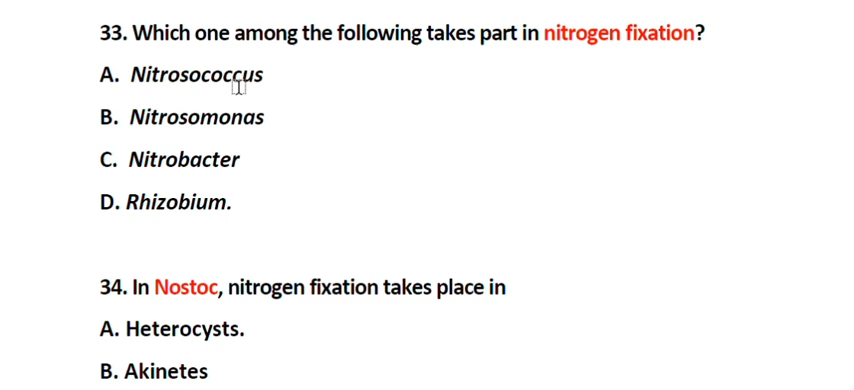 33. Which one among the following takes part in nitrogen fixation?
A. Nitrosococcus
B. Nitrosomonas
C. Nitrobacter
D. Rhizobium.
34. In Nostoc, nitrogen fixation takes place in
A. Heterocysts.
B. Akinetes